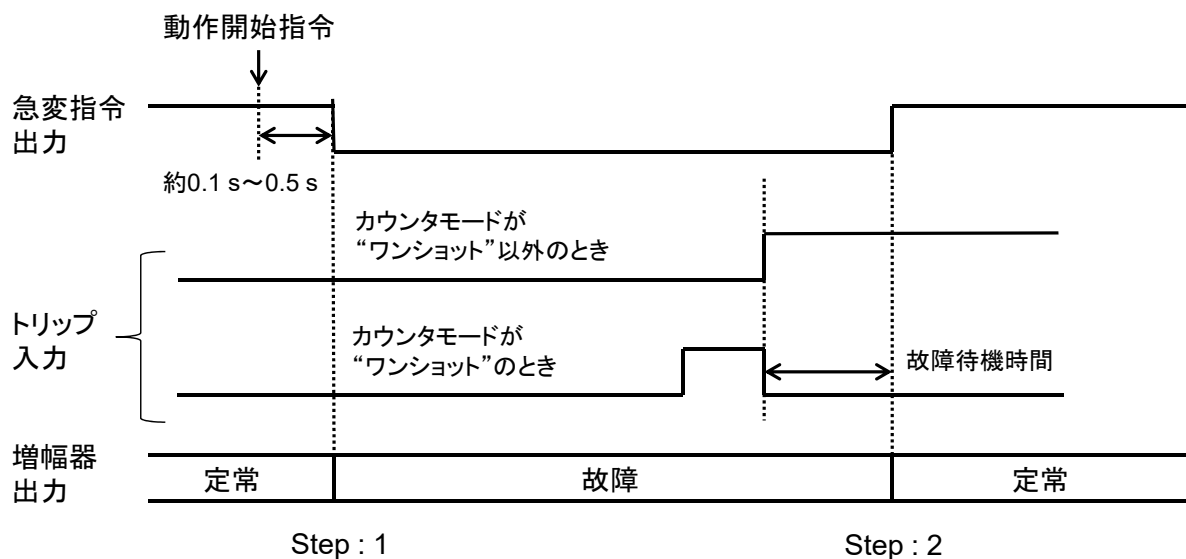 動作開始指令
急変指令
出力
約0.1 s～0.5 s
カウンタモードが
“ワンショット”以外のとき
トリップ
入力
カウンタモードが
“ワンショット”のとき
故障待機時間
増幅器
出力
定常
故障
定常
Step : 1
Step : 2